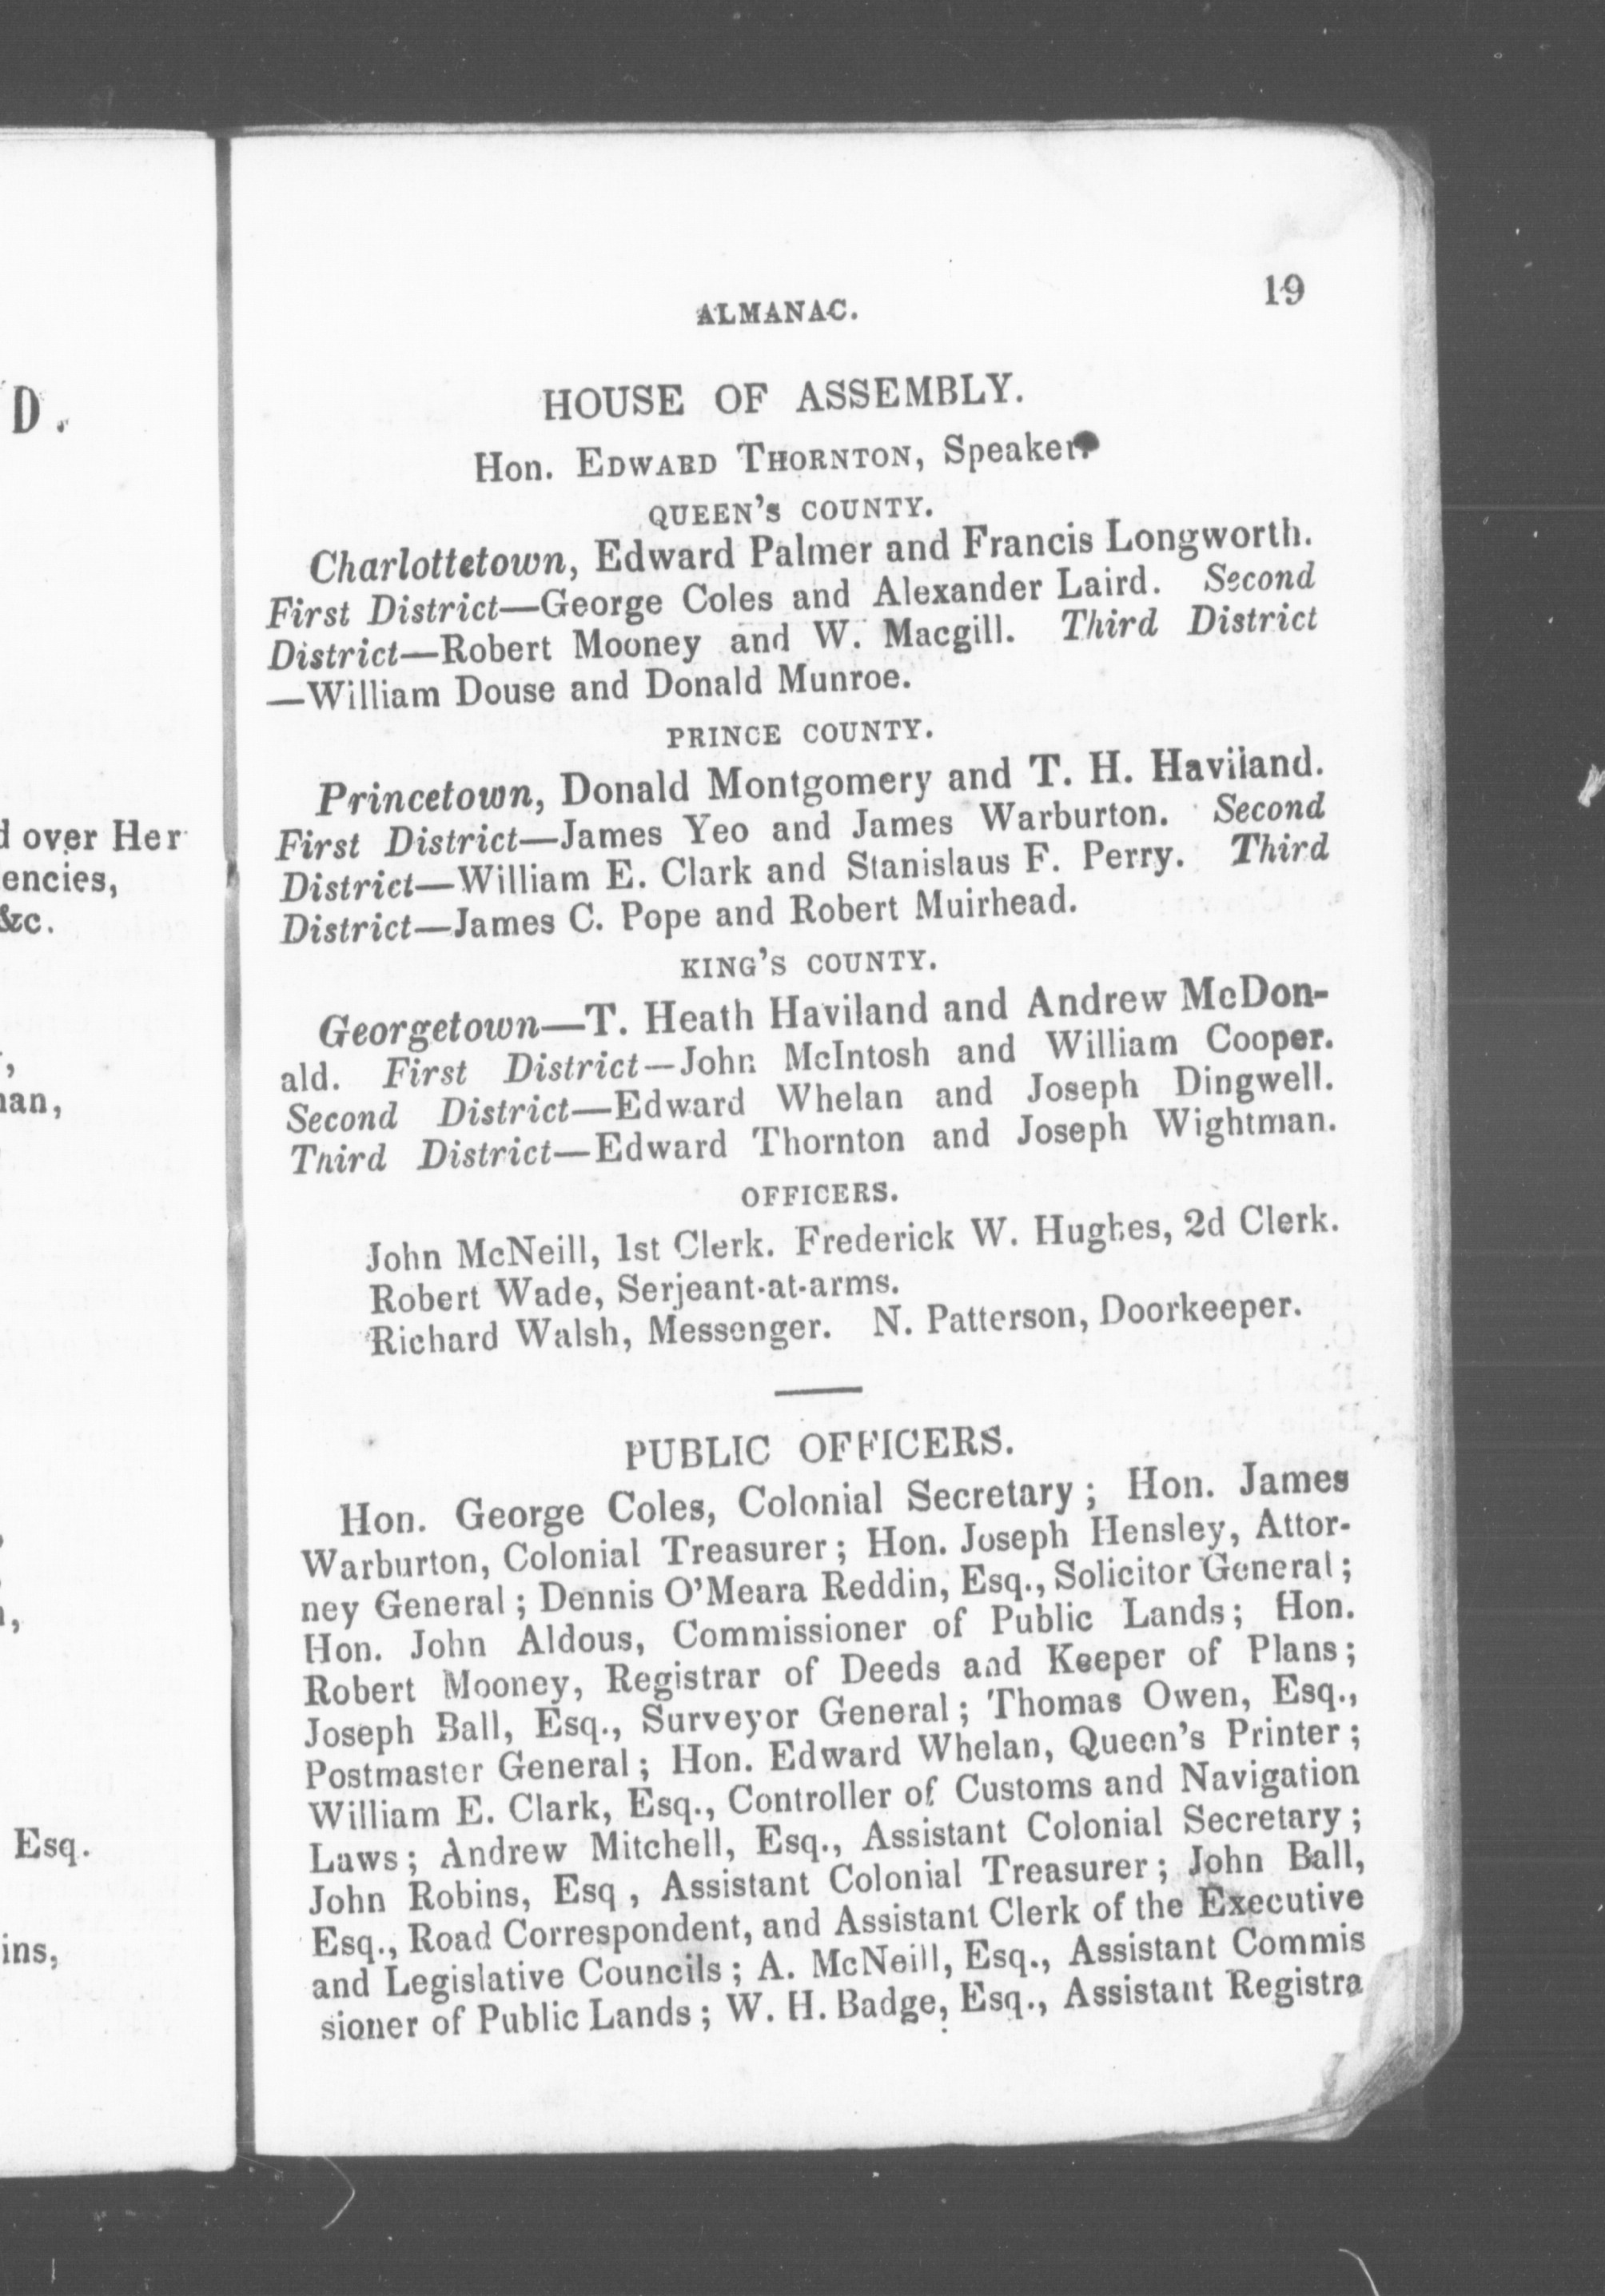 D.
d over Her
encies,
&c.
nan,
Esq.
ins,
ALMANAC.
19
HOUSE OF ASSEMBLY.
Hon. EDWARD THORNTON, Speaker.
QUEEN'S COUNTY.
Charlottetown, Edward Palmer and Francis Longworth.
First District—George Coles and Alexander Laird. Second
District—Robert Mooney and W. Macgill. Third District
—William Douse and Donald Munroe.
PRINCE COUNTY.
Princetown, Donald Montgomery and T. H. Haviland.
First District—James Yeo and James Warburton. Second
District—William E. Clark and Stanislaus F. Perry. Third
District—James C. Pope and Robert Muirhead.
KING'S COUNTY.
Georgetown—T. Heath Haviland and Andrew McDon-
ald. First District—John McIntosh and William Cooper.
Second District—Edward Whelan and Joseph Dingwell.
Third District—Edward Thornton and Joseph Wightman.
OFFICERS.
John McNeill, 1st Clerk. Frederick W. Hughes, 2d Clerk.
Robert Wade, Serjeant-at-arms.
Richard Walsh, Messenger. N. Patterson, Doorkeeper.
PUBLIC OFFICERS.
Hon. George Coles, Colonial Secretary; Hon. James
Warburton, Colonial Treasurer; Hon. Joseph Hensley, Attor-
ney General; Dennis O'Meara Reddin, Esq., Solicitor General;
Hon. John Aldous, Commissioner of Public Lands; Hon.
Robert Mooney, Registrar of Deeds and Keeper of Plans;
Joseph Ball, Esq., Surveyor General; Thomas Owen, Esq.,
Postmaster General; Hon. Edward Whelan, Queen's Printer;
William E. Clark, Esq., Controller of Customs and Navigation
Laws; Andrew Mitchell, Esq., Assistant Colonial Secretary;
John Robins, Esq , Assistant Colonial Treasurer; John Ball,
Esq., Road Correspondent, and Assistant Clerk of the Executive
and Legislative Councils; A. McNeill, Esq., Assistant Commis
sioner of Public Lands; W. H. Badge, Esq., Assistant Registra